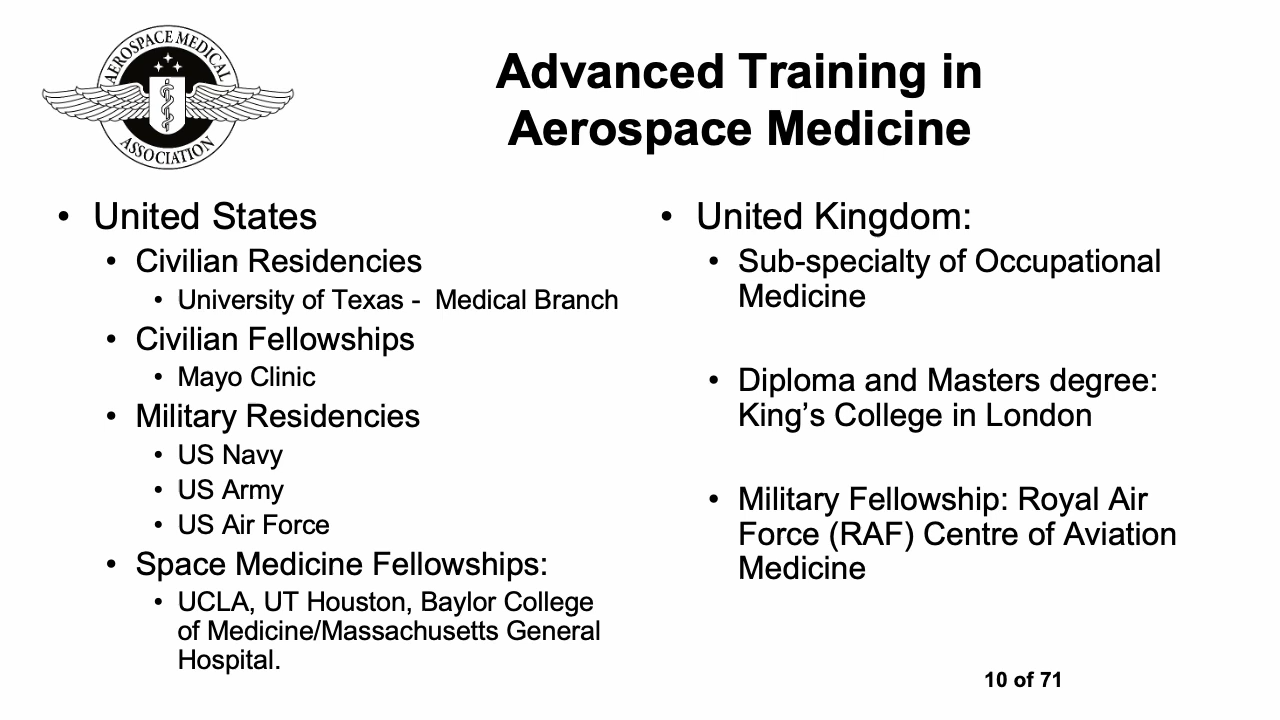 AEROSPACE MEDICAL
ASSOCIATION
Advanced Training in
Aerospace Medicine
• United States
• Civilian Residencies
• University of Texas - Medical Branch
• Civilian Fellowships
• Mayo Clinic
• Military Residencies
• US Navy
• US Army
• US Air Force
• Space Medicine Fellowships:
• UCLA, UT Houston, Baylor College
of Medicine/Massachusetts General
Hospital.
• United Kingdom:
• Sub-specialty of Occupational
Medicine
• Diploma and Masters degree:
King’s College in London
• Military Fellowship: Royal Air
Force (RAF) Centre of Aviation
Medicine
10 of 71